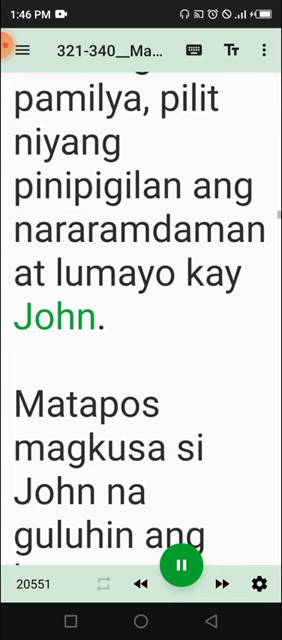 1:46 PM
321-340__Ma...
pamilya, pilit
niyang
pinipigilan ang
nararamdaman
at lumayo kay
John.
Matapos
magkusa si
John na
guluhin ang
20551